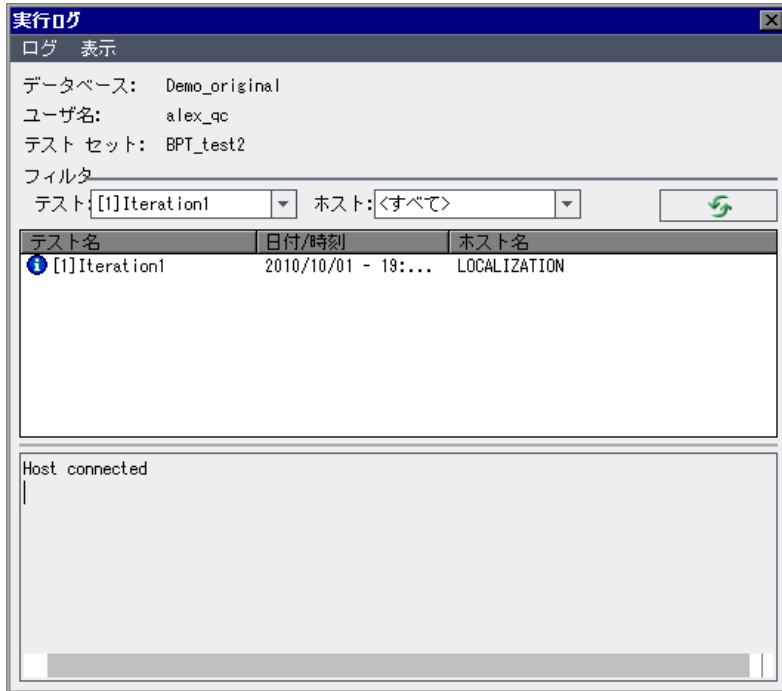 実行ログ
ログ 表示
データベース: Demo_original
ユーザ名: alex_qc
テスト セット: BPT_test2
フィルタ
テスト: [1]Iteration1 ホスト: <すべて>
テスト名 日付/時刻 ホスト名
[1]Iteration1 2010/10/01 - 19:... LOCALIZATION
Host connected